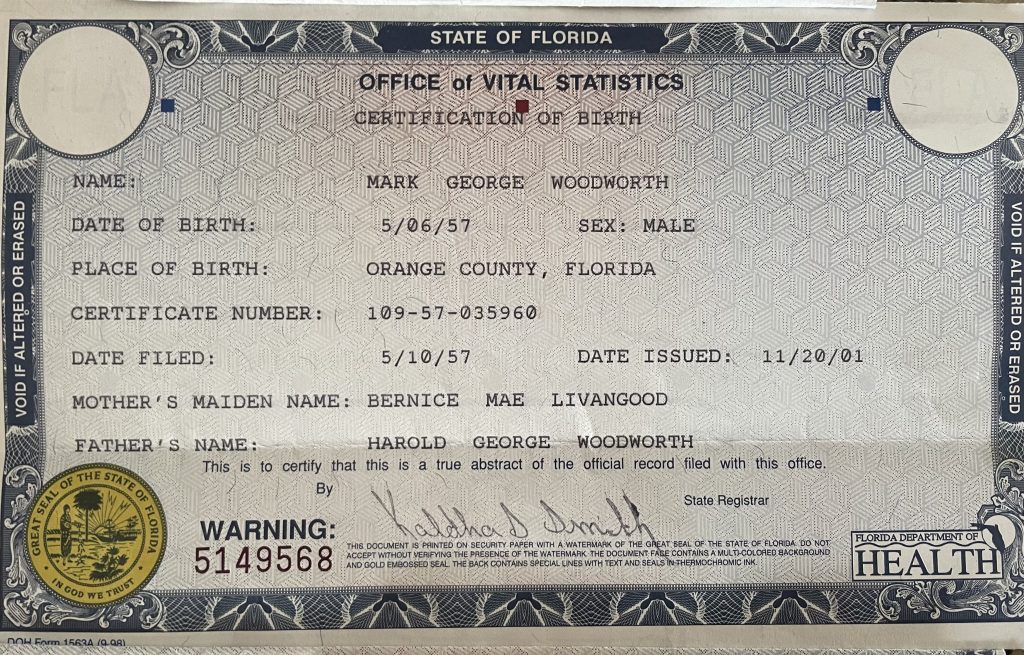 STATE OF FLORIDA
OFFICE of VITAL STATISTICS
CERTIFICATION OF BIRTH
NAME: MARK GEORGE WOODWORTH
DATE OF BIRTH: 5/06/57 SEX: MALE
PLACE OF BIRTH: ORANGE COUNTY, FLORIDA
CERTIFICATE NUMBER: 109-57-035960
DATE FILED: 5/10/57 DATE ISSUED: 11/20/01
MOTHER'S MAIDEN NAME: BERNICE MAE LIVANGOOD
FATHER'S NAME: HAROLD GEORGE WOODWORTH
This is to certify that this is a true abstract of the official record filed with this office.
By
State Registrar
WARNING:
5149568
THIS DOCUMENT IS PRINTED ON SECURITY PAPER WITH A WATERMARK OF THE GREAT SEAL OF THE STATE OF FLORIDA. DO NOT
ACCEPT WITHOUT VERIFYING THE PRESENCE OF THE WATERMARK. THE DOCUMENT FACE CONTAINS A MULTI-COLORED BACKGROUND
AND GOLD EMBOSSED SEAL. THE BACK CONTAINS SPECIAL LINES WITH TEXT AND SEALS IN THERMOCHROMIC INK.
FLORIDA DEPARTMENT OF
HEALTH
GREAT SEAL OF THE STATE OF FLORIDA
IN GOD WE TRUST
VOID IF ALTERED OR ERASED
VOID IF ALTERED OR ERASED
DOH Form 1563A (9-98)